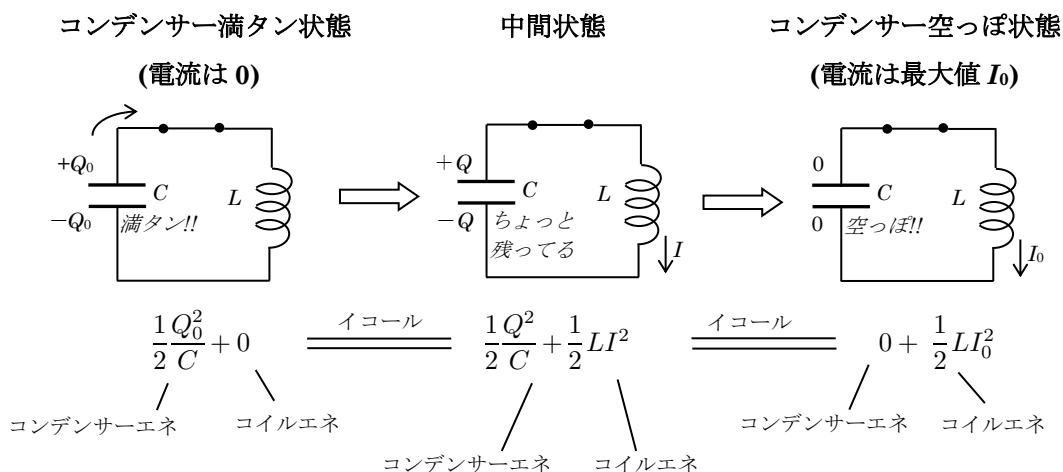 コンデンサー満タン状態
(電流は 0)
中間状態
コンデンサー空っぽ状態
(電流は最大値 I₀)
+Q₀
−Q₀
C
満タン!!
L
+Q
−Q
C
ちょっと
残ってる
L
I
0
0
C
空っぽ!!
L
I₀
1/2 Q₀²/C + 0
イコール
1/2 Q²/C + 1/2 LI²
イコール
0 + 1/2 LI₀²
コンデンサーエネ
コイルエネ
コンデンサーエネ
コイルエネ
コンデンサーエネ
コイルエネ